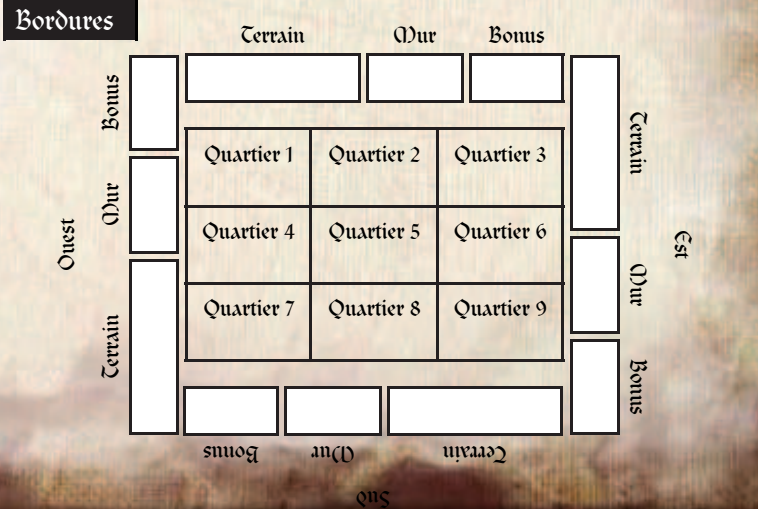 Bordures
Terrain Mur Bonus
Bonus
Mur
Terrain
Ouest
Quartier 1 Quartier 2 Quartier 3
Quartier 4 Quartier 5 Quartier 6
Quartier 7 Quartier 8 Quartier 9
Terrain
Mur
Bonus
Est
Bonus Mur Terrain
Sud